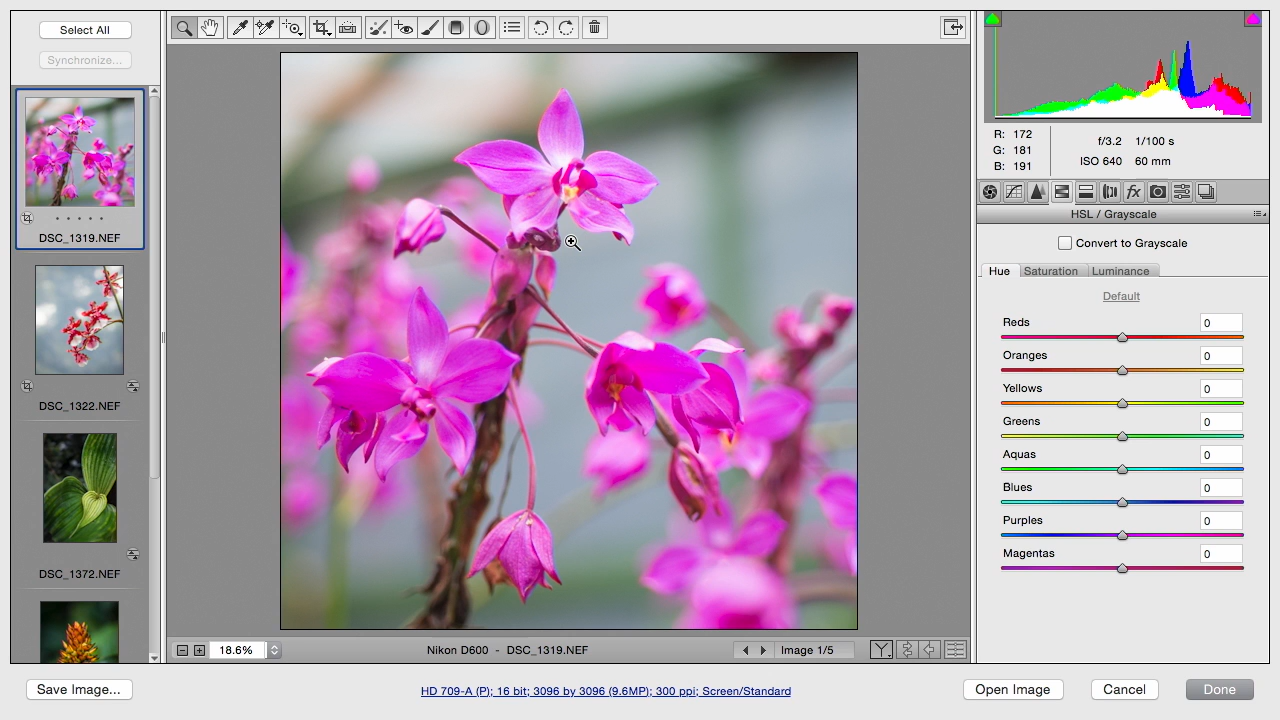 Select All
Synchronize...
DSC_1319.NEF
DSC_1322.NEF
DSC_1372.NEF
18.6%
Nikon D600 - DSC_1319.NEF
Image 1/5
R: 172
G: 181
B: 191
f/3.2 1/100 s
ISO 640 60 mm
fx
HSL / Grayscale
Convert to Grayscale
Hue Saturation Luminance
Default
Reds 0
Oranges 0
Yellows 0
Greens 0
Aquas 0
Blues 0
Purples 0
Magentas 0
Save Image...
HD 709-A (P); 16 bit; 3096 by 3096 (9.6MP); 300 ppi; Screen/Standard
Open Image
Cancel
Done